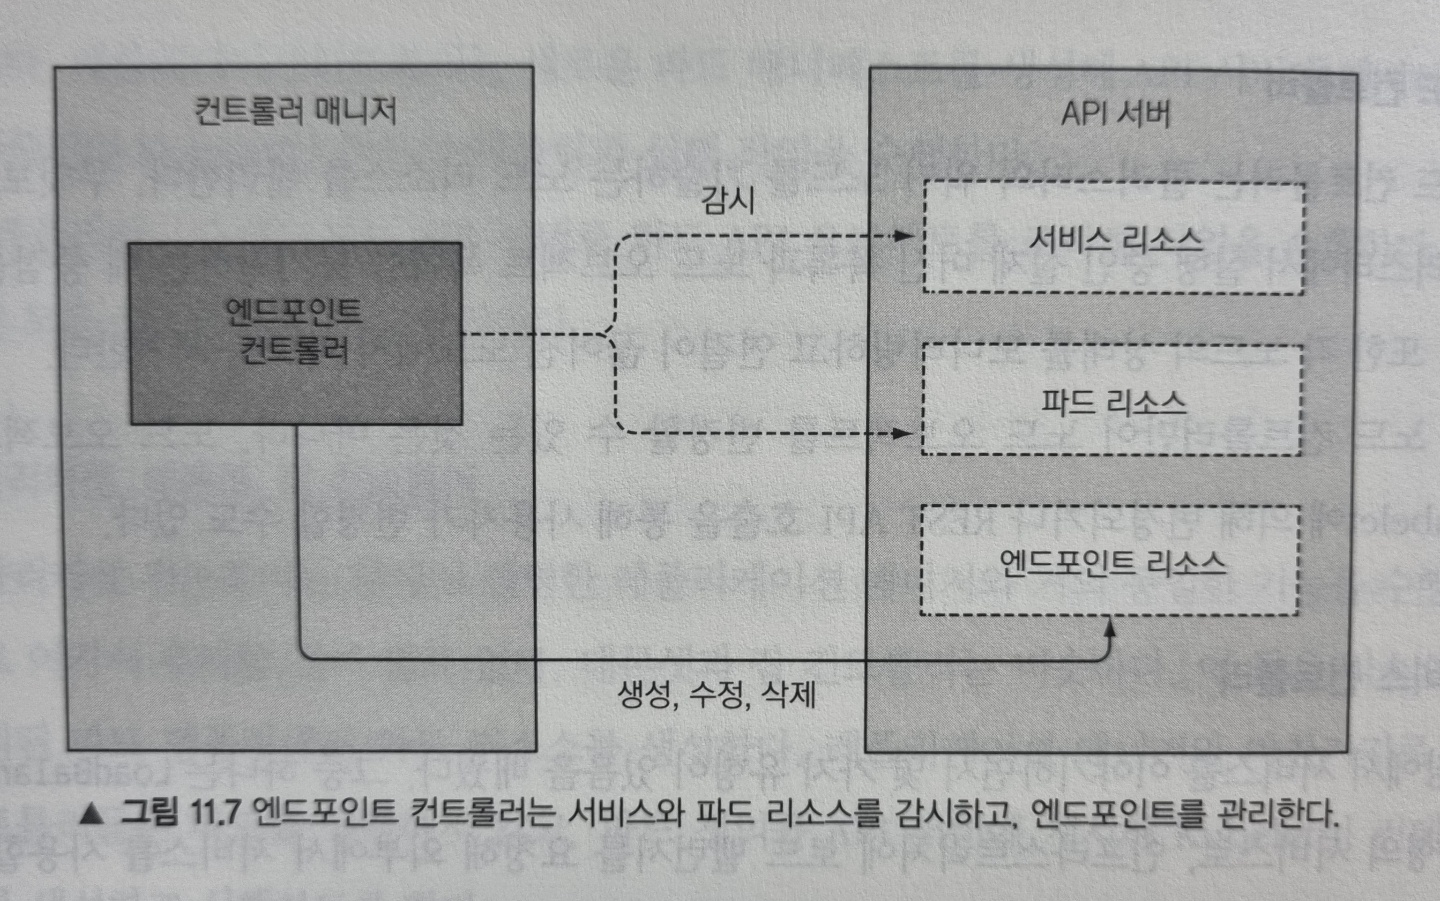 컨트롤러 매니저
API 서버
감시
서비스 리소스
엔드포인트
컨트롤러
파드 리소스
엔드포인트 리소스
생성, 수정, 삭제
▲ 그림 11.7 엔드포인트 컨트롤러는 서비스와 파드 리소스를 감시하고, 엔드포인트를 관리한다.